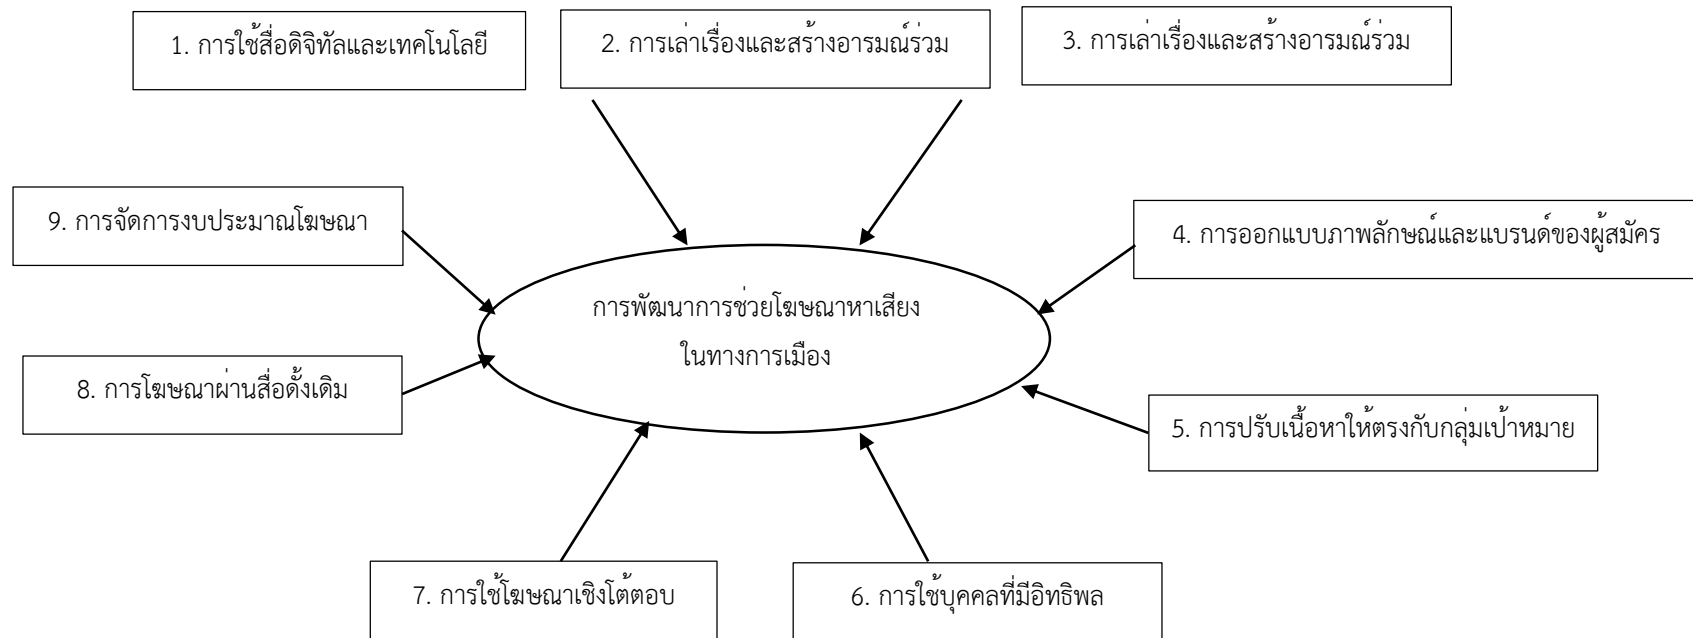 1. การใช้สื่อดิจิทัลและเทคโนโลยี
2. การเล่าเรื่องและสร้างอารมณ์ร่วม
3. การเล่าเรื่องและสร้างอารมณ์ร่วม
9. การจัดการงบประมาณโฆษณา
4. การออกแบบภาพลักษณ์และแบรนด์ของผู้สมัคร
การพัฒนาการช่วยโฆษณาหาเสียง
ในทางการเมือง
8. การโฆษณาผ่านสื่อดั้งเดิม
5. การปรับเนื้อหาให้ตรงกับกลุ่มเป้าหมาย
7. การใช้โฆษณาเชิงโต้ตอบ
6. การใช้บุคคลที่มีอิทธิพล